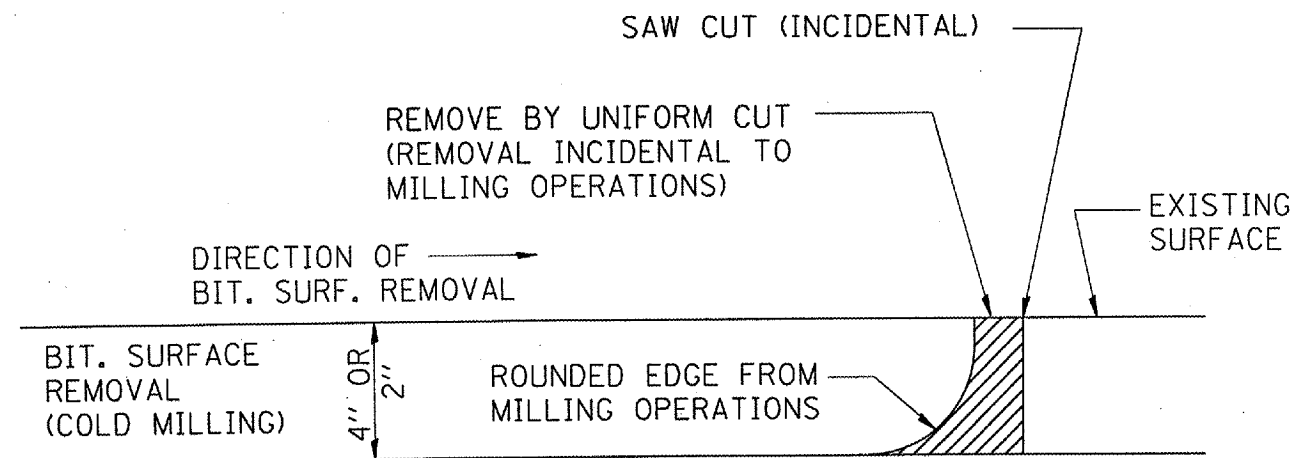 SAW CUT (INCIDENTAL)
REMOVE BY UNIFORM CUT
(REMOVAL INCIDENTAL TO
MILLING OPERATIONS)
EXISTING
SURFACE
DIRECTION OF
BIT. SURF. REMOVAL
BIT. SURFACE
REMOVAL
(COLD MILLING)
4" OR
2"
ROUNDED EDGE FROM
MILLING OPERATIONS